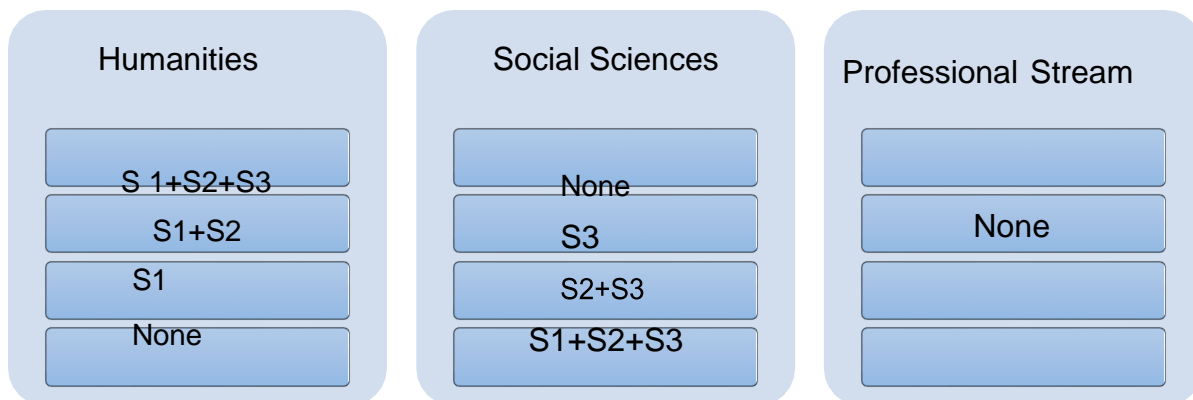 Humanities
S 1+S2+S3
S1+S2
S1
None
Social Sciences
None
S3
S2+S3
S1+S2+S3
Professional Stream
None